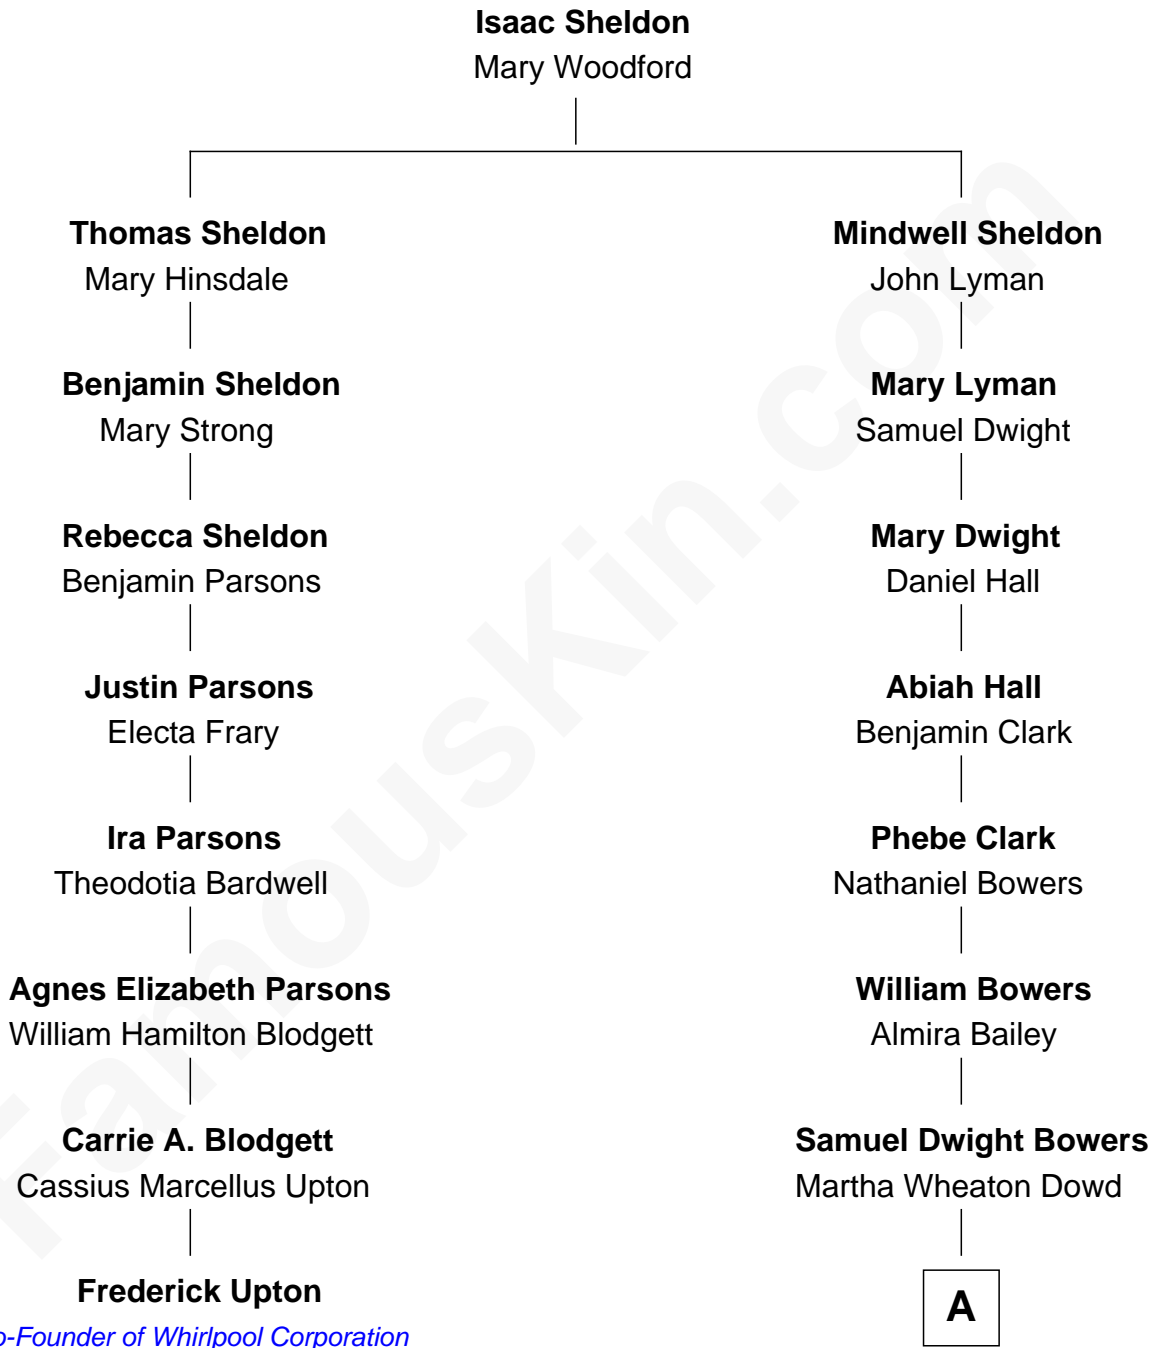 Isaac Sheldon
Mary Woodford
Thomas Sheldon
Mary Hinsdale
Mindwell Sheldon
John Lyman
Benjamin Sheldon
Mary Strong
Mary Lyman
Samuel Dwight
Rebecca Sheldon
Benjamin Parsons
Mary Dwight
Daniel Hall
Justin Parsons
Electa Frary
Abiah Hall
Benjamin Clark
Ira Parsons
Theodotia Bardwell
Phebe Clark
Nathaniel Bowers
Agnes Elizabeth Parsons
William Hamilton Blodgett
William Bowers
Almira Bailey
Carrie A. Blodgett
Cassius Marcellus Upton
Samuel Dwight Bowers
Martha Wheaton Dowd
Frederick Upton
o-Founder of Whirlpool Corporation
A
FamousKin.com